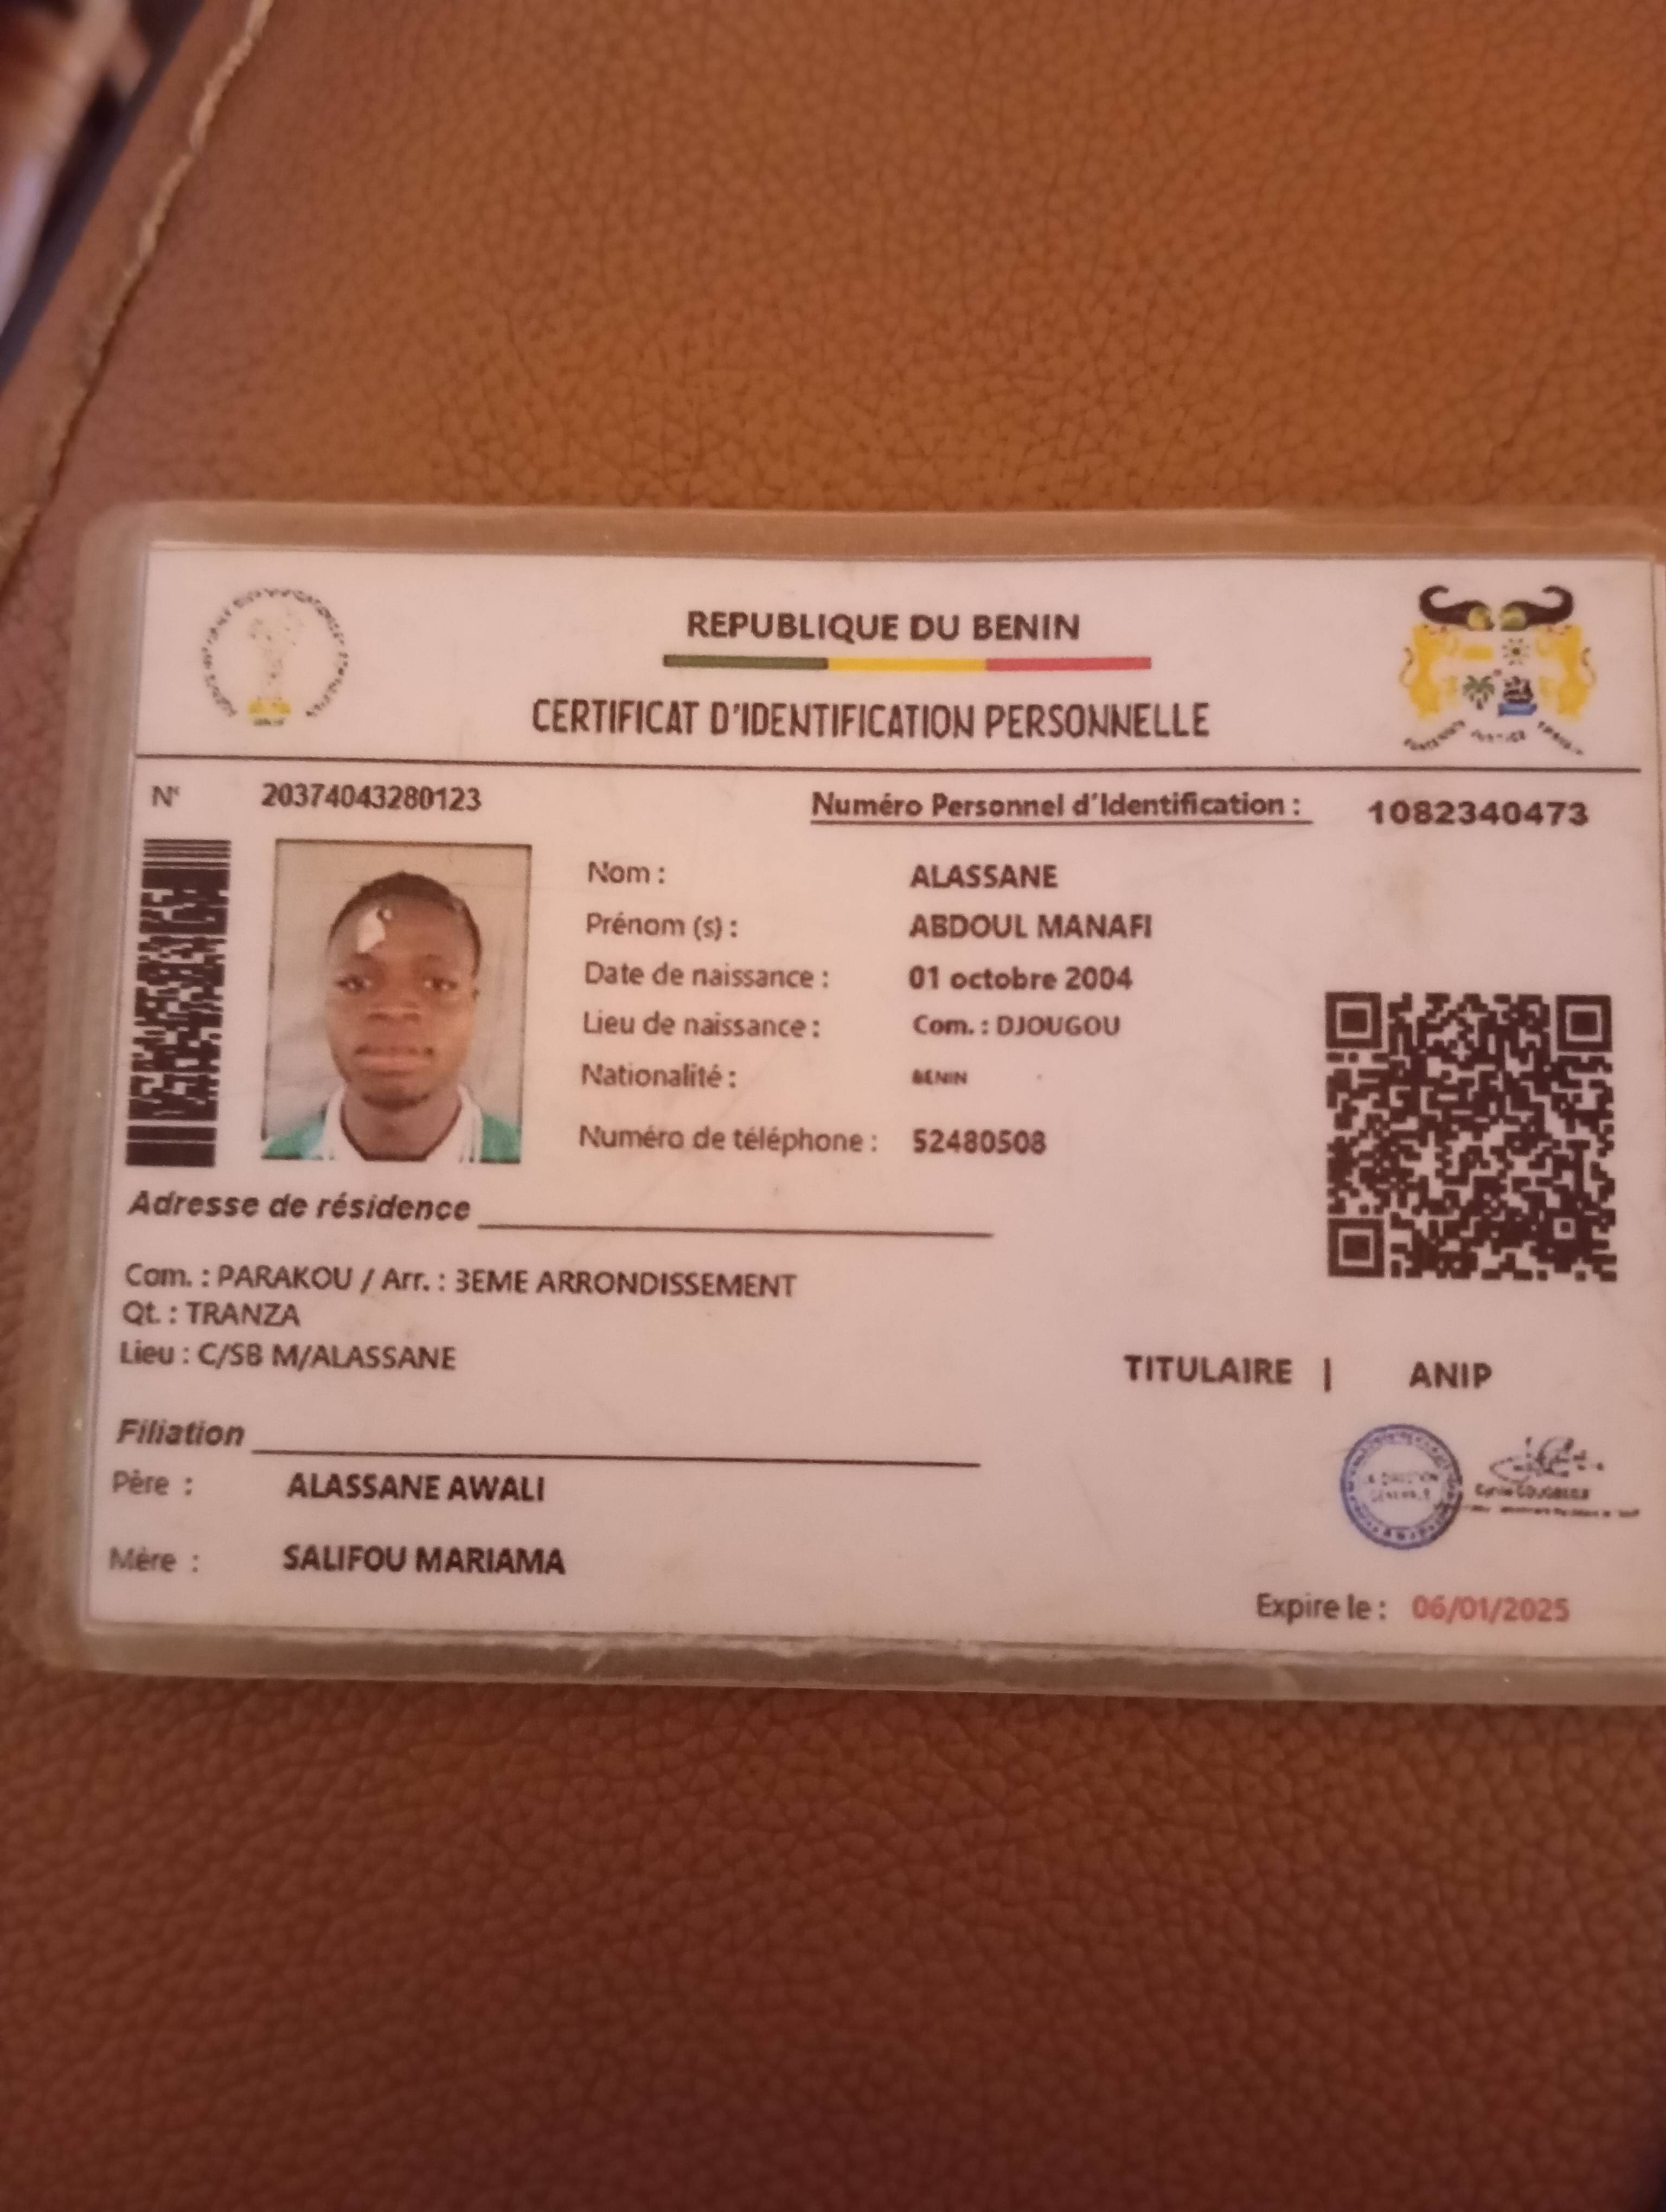 REPUBLIQUE DU BENIN
CERTIFICAT D'IDENTIFICATION PERSONNELLE
N° 20374043280123
Numéro Personnel d'Identification : 1082340473
Nom : ALASSANE
Prénom (s) : ABDOUL MANAFI
Date de naissance : 01 octobre 2004
Lieu de naissance : Com. : DJOUGOU
Nationalité : BENIN
Numéro de téléphone : 52480508
Adresse de résidence
Com. : PARAKOU / Arr. : 3EME ARRONDISSEMENT
Qt. : TRANZA
Lieu : C/SB M/ALASSANE
TITULAIRE | ANIP
Filiation
Père : ALASSANE AWALI
Mère : SALIFOU MARIAMA
Expire le : 06/01/2025